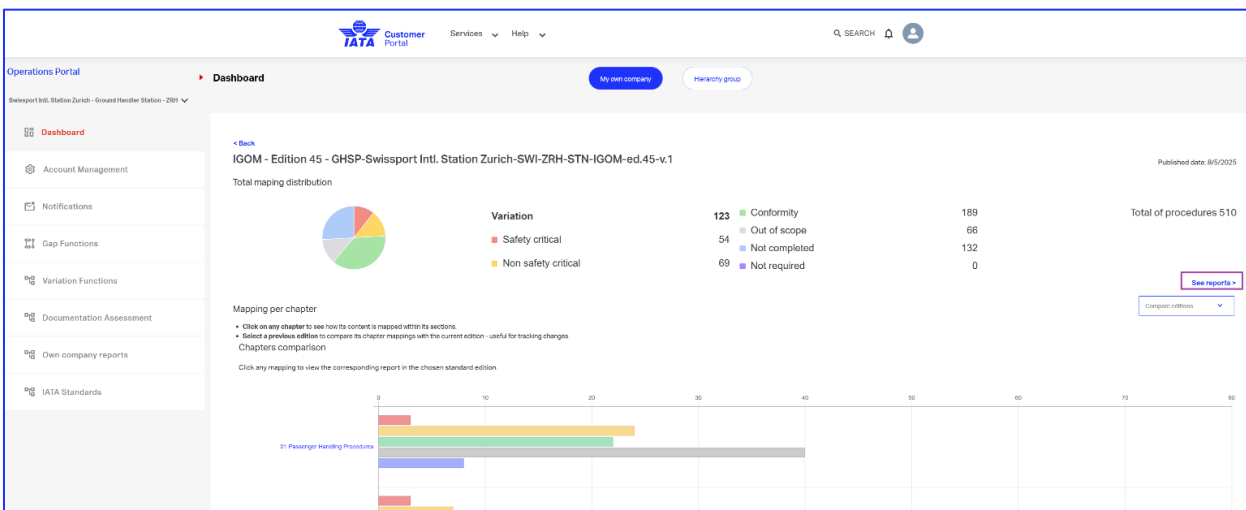 IATA Customer Portal
Services
Help
SEARCH
Operations Portal
Dashboard
My own company
Hierarchy group
Swissport Intl. Station Zurich - Ground Handler Station - ZRH
Dashboard
Account Management
Notifications
Gap Functions
Variation Functions
Documentation Assessment
Own company reports
IATA Standards
< Back
IGOM - Edition 45 - GHSP-Swissport Intl. Station Zurich-SWI-ZRH-STN-IGOM-ed.45-v.1
Published date: 8/5/2025
Total maping distribution
Variation 123
Safety critical 54
Non safety critical 69
Conformity 189
Out of scope 66
Not completed 132
Not required 0
Total of procedures 510
See reports >
Compare editions
Mapping per chapter
• Click on any chapter to see how its content is mapped within its sections.
• Select a previous edition to compare its chapter mappings with the current edition - useful for tracking changes.
Chapters comparison
Click any mapping to view the corresponding report in the chosen standard edition.
0 10 20 30 40 50 60 70 80
01 Passenger Handling Procedures